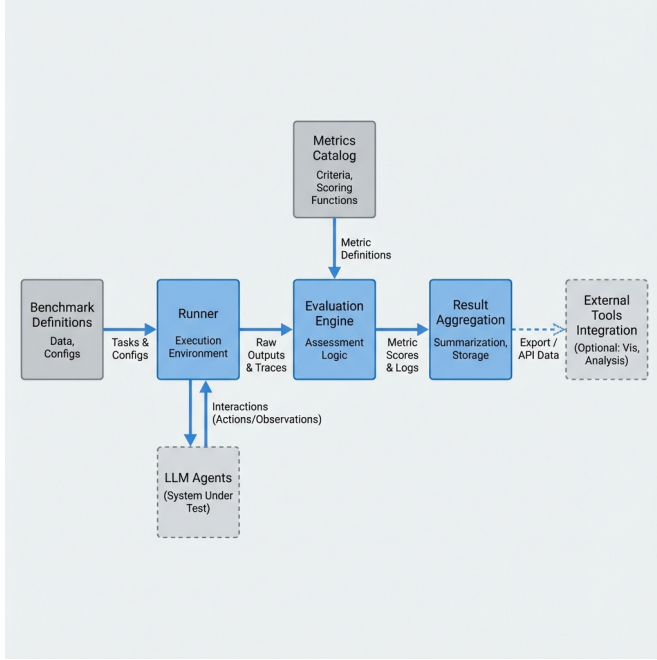 Metrics
Catalog
Criteria,
Scoring
Functions
Metric
Definitions
Benchmark
Definitions
Data,
Configs
Tasks &
Configs
Runner
Execution
Environment
Raw
Outputs
& Traces
Evaluation
Engine
Assessment
Logic
Metric
Scores
& Logs
Result
Aggregation
Summarization,
Storage
Export /
API Data
External
Tools
Integration
(Optional: Vis,
Analysis)
Interactions
(Actions/Observations)
LLM Agents
(System Under
Test)